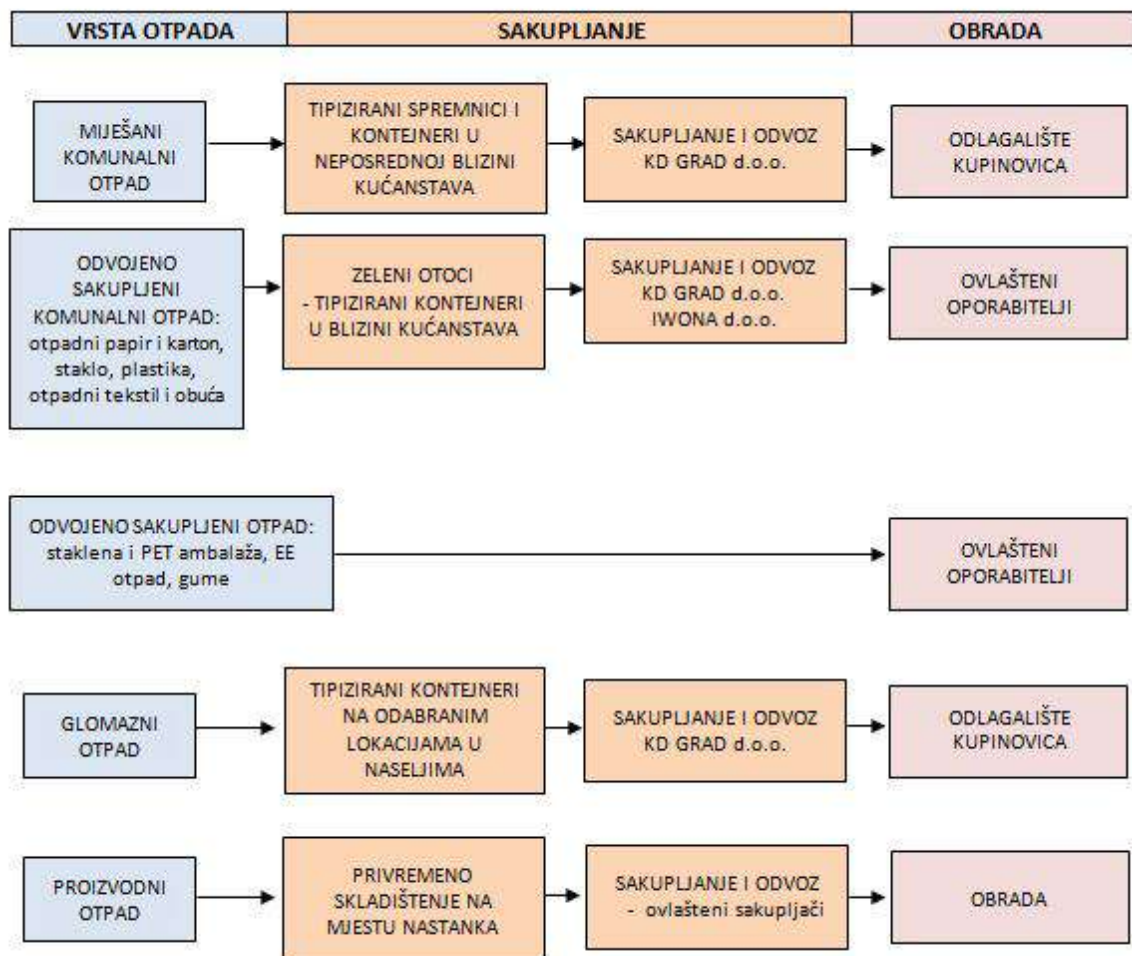 VRSTA OTPADA
SAKUPLJANJE
OBRADA
MIJEŠANI
KOMUNALNI
OTPAD
TIPIZIRANI SPREMNICI I
KONTEJNERI U
NEPOSREDNOJ BLIZINI
KUĆANSTAVA
SAKUPLJANJE I ODVOZ
KD GRAD d.o.o.
ODLAGALIŠTE
KUPINOVICA
ODVOJENO
SAKUPLJENI
KOMUNALNI OTPAD:
otpadni papir i karton,
staklo, plastika,
otpadni tekstil i obuća
ZELENI OTOCI
- TIPIZIRANI KONTEJNERI
U BLIZINI KUĆANSTAVA
SAKUPLJANJE I ODVOZ
KD GRAD d.o.o.
IWONA d.o.o.
OVLAŠTENI
OPORABITELJI
ODVOJENO SAKUPLJENI OTPAD:
staklena i PET ambalaža, EE
otpad, gume
OVLAŠTENI
OPORABITELJI
GLOMAZNI
OTPAD
TIPIZIRANI KONTEJNERI
NA ODABRANIM
LOKACIJAMA U
NASELJIMA
SAKUPLJANJE I ODVOZ
KD GRAD d.o.o.
ODLAGALIŠTE
KUPINOVICA
PROIZVODNI
OTPAD
PRIVREMENO
SKLADIŠTENJE NA
MJESTU NASTANKA
SAKUPLJANJE I ODVOZ
- ovlašteni sakupljači
OBRADA